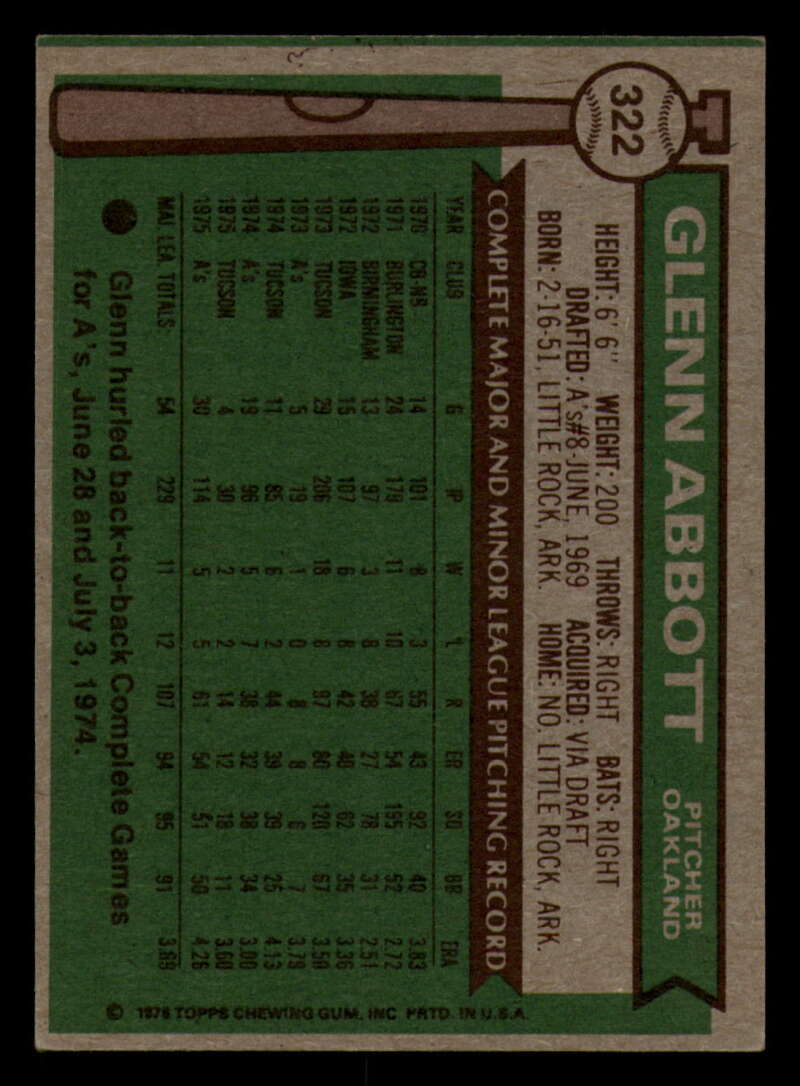 322
GLENN ABBOTT
PITCHER
OAKLAND
HEIGHT: 6' 6" WEIGHT: 200 THROWS: RIGHT BATS: RIGHT
DRAFTED: A's#8-JUNE, 1969 ACQUIRED: VIA DRAFT
BORN: 2-16-51, LITTLE ROCK, ARK. HOME: NO. LITTLE ROCK, ARK.
COMPLETE MAJOR AND MINOR LEAGUE PITCHING RECORD
YEAR CLUB G IP W L R ER SO BB ERA
1970 CB-NB 14 101 8 3 55 43 92 40 3.83
1971 BURLINGTON 24 178 11 10 67 54 155 52 2.72
1972 BIRMINGHAM 13 97 3 8 38 27 78 31 2.51
1972 IOWA 15 107 6 8 42 40 62 35 3.36
1973 TUCSON 29 206 18 8 97 80 120 67 3.50
1973 A's 5 19 1 0 8 8 6 7 3.79
1974 TUCSON 11 85 6 2 44 39 39 25 4.13
1974 A's 19 96 5 7 38 32 38 34 3.00
1975 TUCSON 4 30 2 2 14 12 18 11 3.60
1975 A's 30 114 5 5 61 54 51 50 4.26
MAJ. LEA. TOTALS: 54 229 11 12 107 94 95 91 3.69
Glenn hurled back-to-back Complete Games
for A's, June 28 and July 3, 1974.
© 1976 TOPPS CHEWING GUM, INC. PRTD. IN U.S.A.